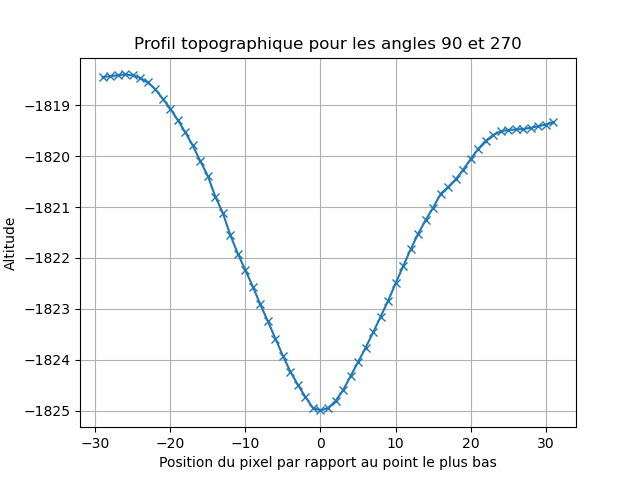 Profil topographique pour les angles 90 et 270
−1819
−1820
−1821
−1822
−1823
−1824
−1825
Altitude
−30 −20 −10 0 10 20 30
Position du pixel par rapport au point le plus bas